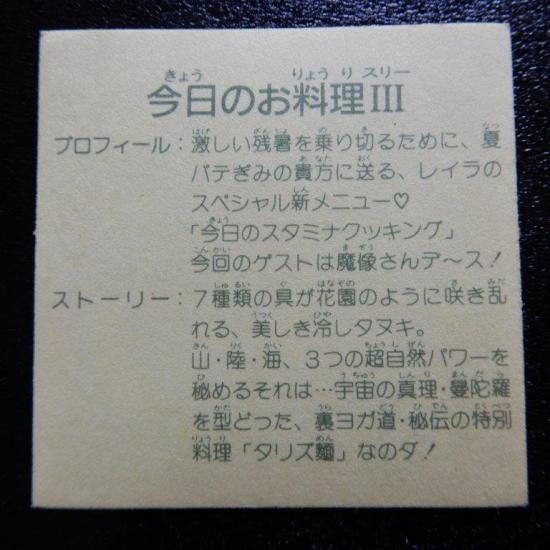 今日のお料理III
プロフィール：激しい残暑を乗り切るために、夏
バテぎみの貴方に送る、レイラの
スペシャル新メニュー♡
「今日のスタミナクッキング」
今回のゲストは魔像さんデ～ス！
ストーリー：7種類の具が花園のように咲き乱
れる、美しき冷しタヌキ。
山・陸・海、3つの超自然パワーを
秘めるそれは…宇宙の真理・曼陀羅
を型どった、裏ヨガ道・秘伝の特別
料理「タリズ麺」なのダ！